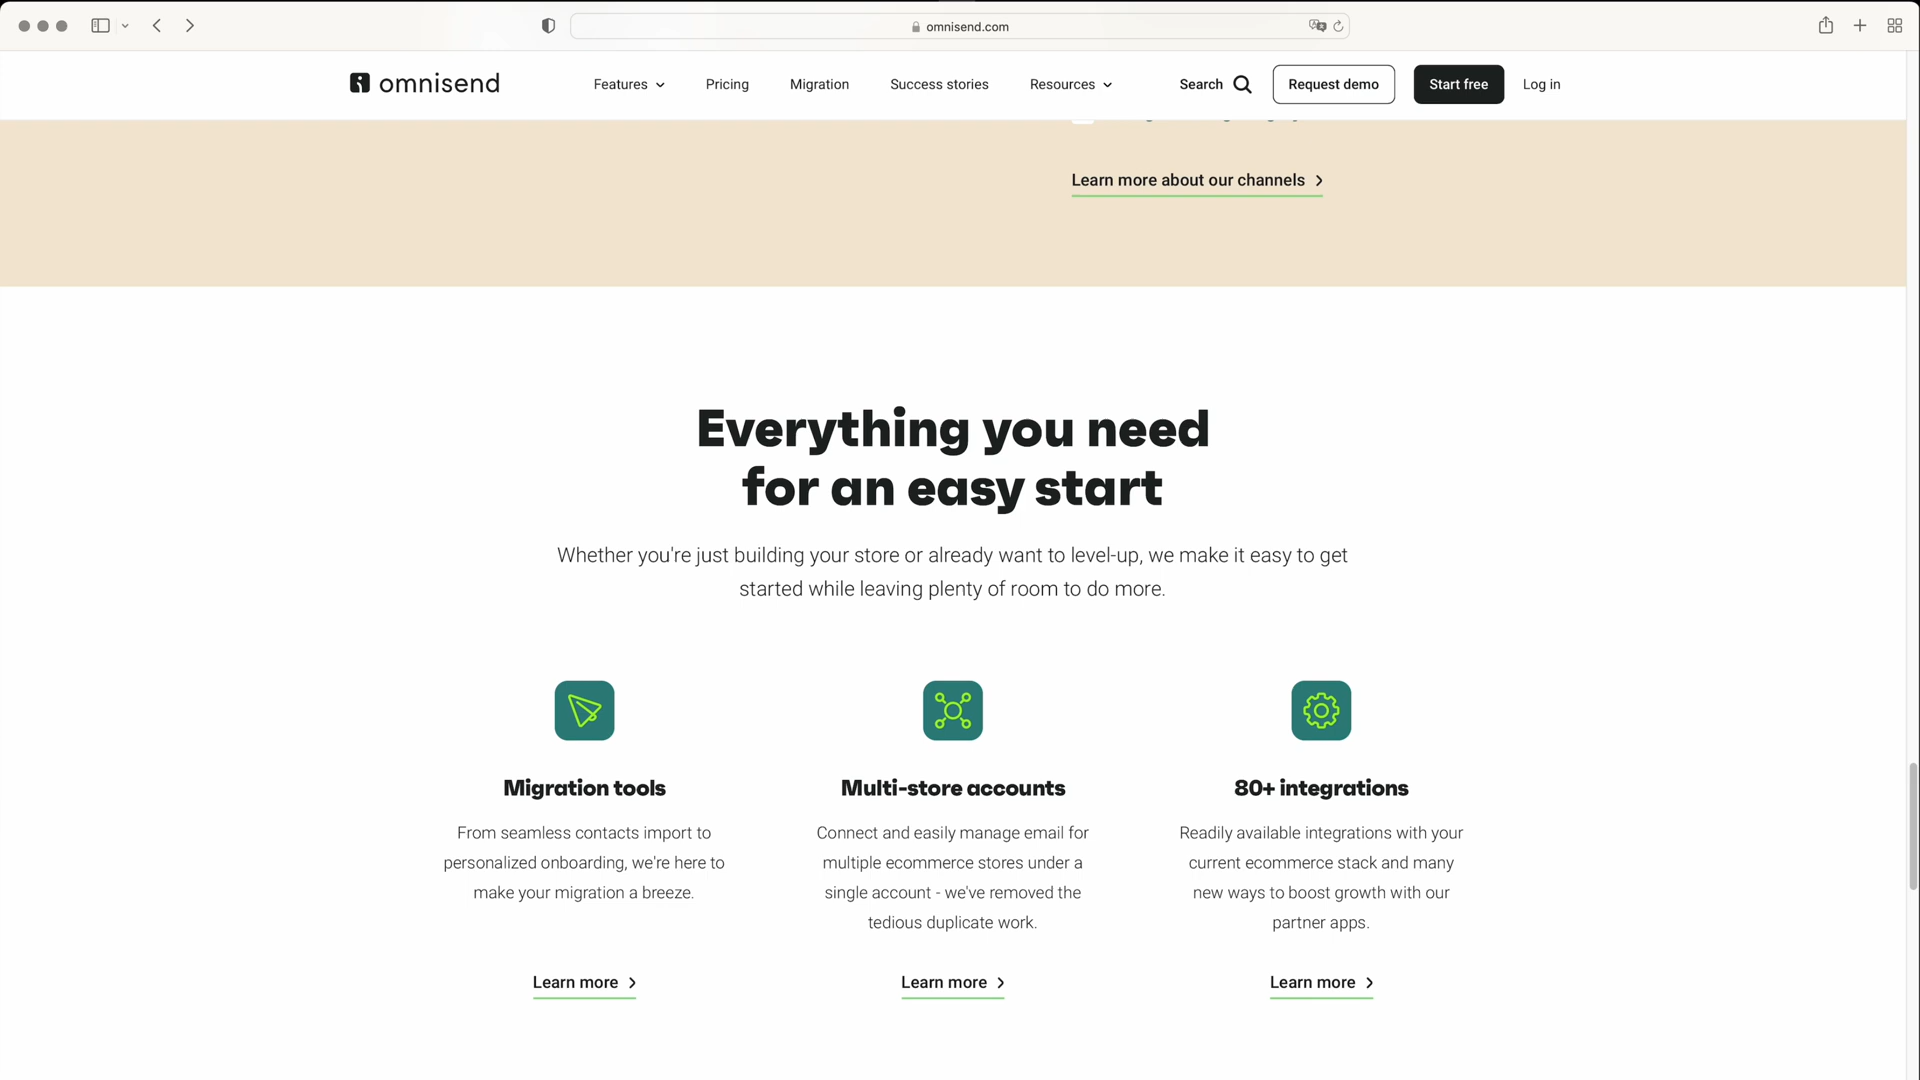 omnisend.com
omnisend
Features
Pricing
Migration
Success stories
Resources
Search
Request demo
Start free
Log in
Learn more about our channels
Everything you need
for an easy start
Whether you're just building your store or already want to level-up, we make it easy to get
started while leaving plenty of room to do more.
Migration tools
From seamless contacts import to
personalized onboarding, we're here to
make your migration a breeze.
Learn more
Multi-store accounts
Connect and easily manage email for
multiple ecommerce stores under a
single account - we've removed the
tedious duplicate work.
Learn more
80+ integrations
Readily available integrations with your
current ecommerce stack and many
new ways to boost growth with our
partner apps.
Learn more